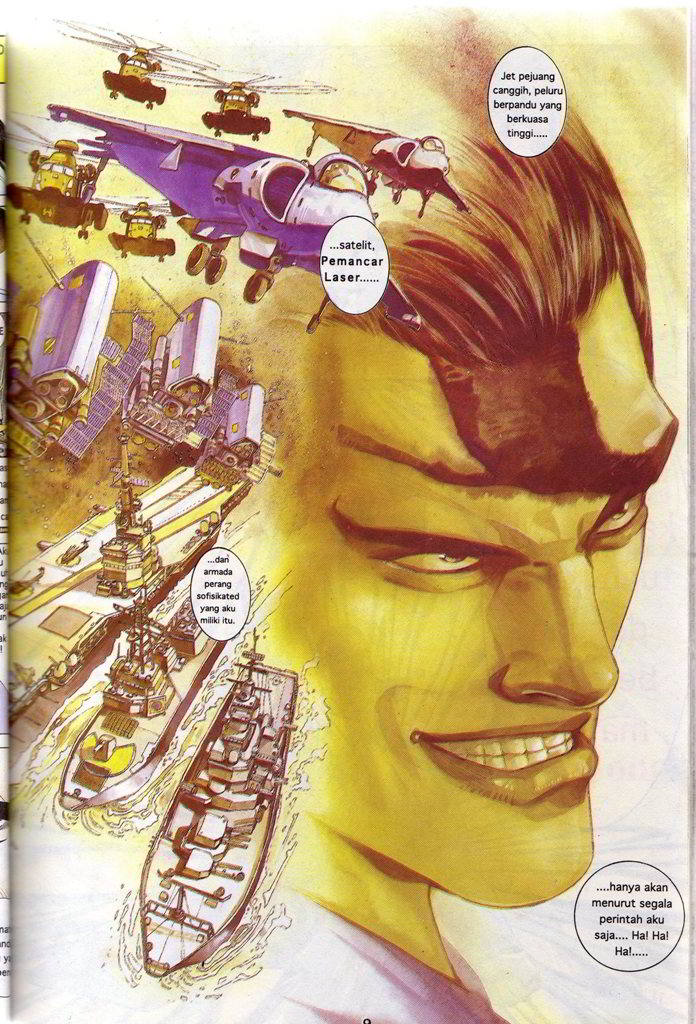 Jet pejuang
canggih, peluru
berpandu yang
berkuasa
tinggi.....
...satelit,
Pemancar
Laser......
...dan
armada
perang
sofisikated
yang aku
miliki itu.
....hanya akan
menurut segala
perintah aku
saja.... Ha! Ha!
Ha!.....
9